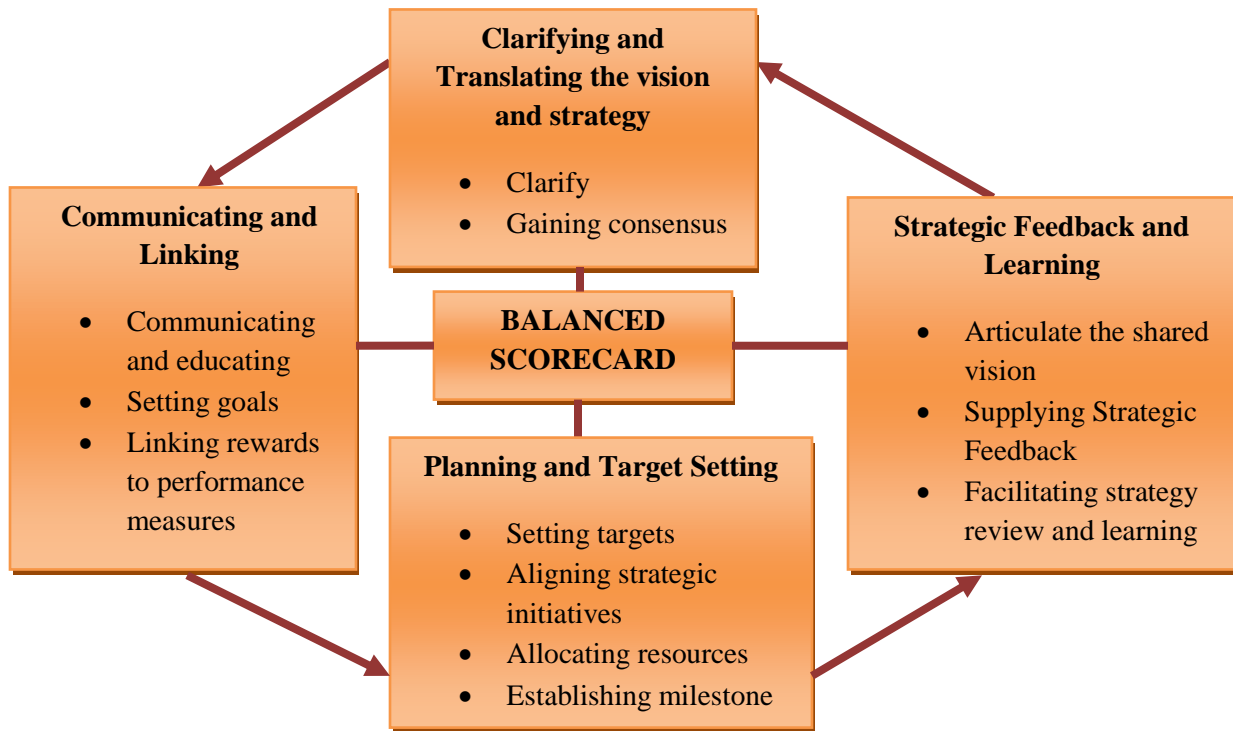 Clarifying and
Translating the vision
and strategy
• Clarify
• Gaining consensus
Communicating and
Linking
• Communicating
and educating
• Setting goals
• Linking rewards
to performance
measures
BALANCED
SCORECARD
Strategic Feedback and
Learning
• Articulate the shared
vision
• Supplying Strategic
Feedback
• Facilitating strategy
review and learning
Planning and Target Setting
• Setting targets
• Aligning strategic
initiatives
• Allocating resources
• Establishing milestone